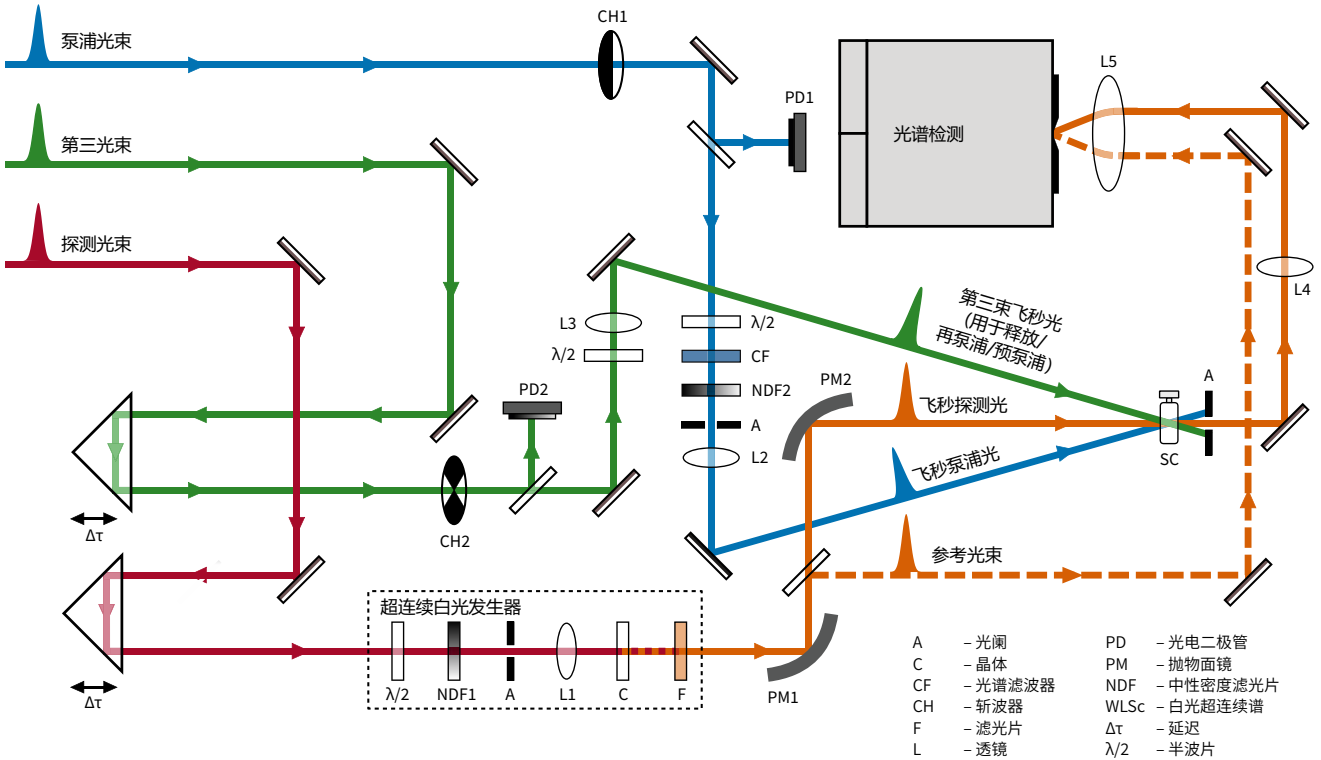 CH1
泵浦光束
L5
PD1
光谱检测
第三光束
探测光束
L4
第三束飞秒光
(用于释放/
再泵浦/预泵浦)
L3
λ/2
λ/2
CF
PD2
NDF2
PM2
A
A
飞秒探测光
L2
SC
飞秒泵浦光
Δτ
CH2
参考光束
超连续白光发生器
λ/2
NDF1
A
L1
C
F
PM1
Δτ
A – 光阑
C – 晶体
CF – 光谱滤波器
CH – 斩波器
F – 滤光片
L – 透镜
PD – 光电二极管
PM – 抛物面镜
NDF – 中性密度滤光片
WLSc – 白光超连续谱
Δτ – 延迟
λ/2 – 半波片